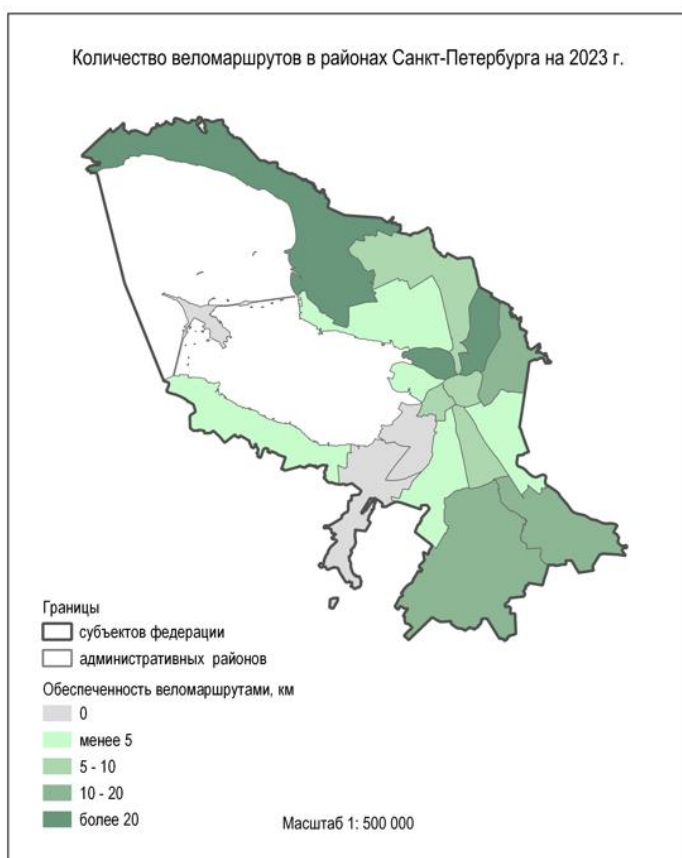 Количество веломаршрутов в районах Санкт-Петербурга на 2023 г.
Границы
субъектов федерации
административных районов
Обеспеченность веломаршрутами, км
0
менее 5
5 - 10
10 - 20
более 20
Масштаб 1: 500 000